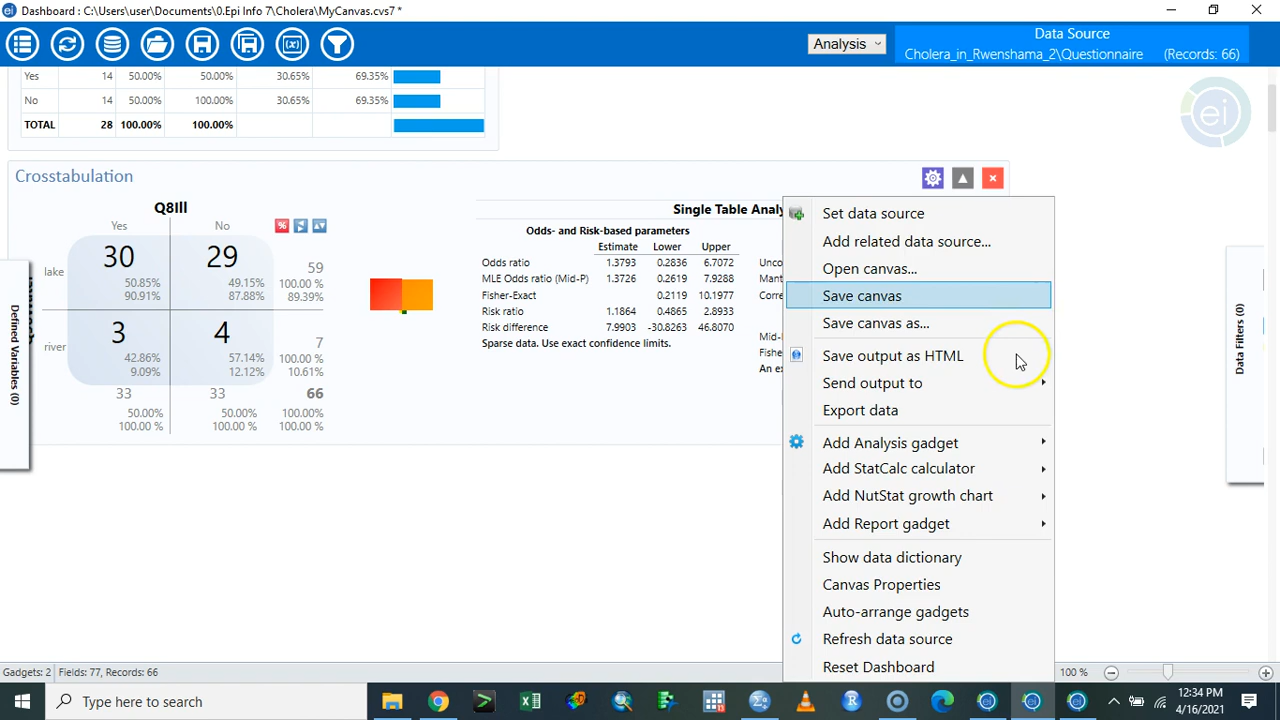 Dashboard : C:\Users\user\Documents\0.Epi Info 7\Cholera\MyCanvas.cvs7 *
Analysis
Data Source
Cholera_in_Rwenshama_2\Questionnaire (Records: 66)
Yes 14 50.00% 50.00% 30.65% 69.35%
No 14 50.00% 100.00% 30.65% 69.35%
TOTAL 28 100.00% 100.00%
ei
Crosstabulation
Q8Ill
Yes No
%
lake 30 29 59
50.85% 49.15% 100.00 %
90.91% 87.88% 89.39%
river 3 4 7
42.86% 57.14% 100.00 %
9.09% 12.12% 10.61%
33 33 66
50.00% 50.00% 100.00%
100.00 % 100.00 % 100.00 %
Single Table Analy
Odds- and Risk-based parameters
Estimate Lower Upper
Odds ratio 1.3793 0.2836 6.7072
MLE Odds ratio (Mid-P) 1.3726 0.2619 7.9288
Fisher-Exact 0.2119 10.1977
Risk ratio 1.1864 0.4865 2.8933
Risk difference 7.9903 -30.8263 46.8070
Sparse data. Use exact confidence limits.
Unco
Mant
Corre
Mid-
Fishe
An ex
Set data source
Add related data source...
Open canvas...
Save canvas
Save canvas as...
Save output as HTML
Send output to
Export data
Add Analysis gadget
Add StatCalc calculator
Add NutStat growth chart
Add Report gadget
Show data dictionary
Canvas Properties
Auto-arrange gadgets
Refresh data source
Reset Dashboard
Defined Variables (0)
Data Filters (0)
Gadgets: 2 Fields: 77, Records: 66
100 %
Type here to search
12:34 PM
4/16/2021